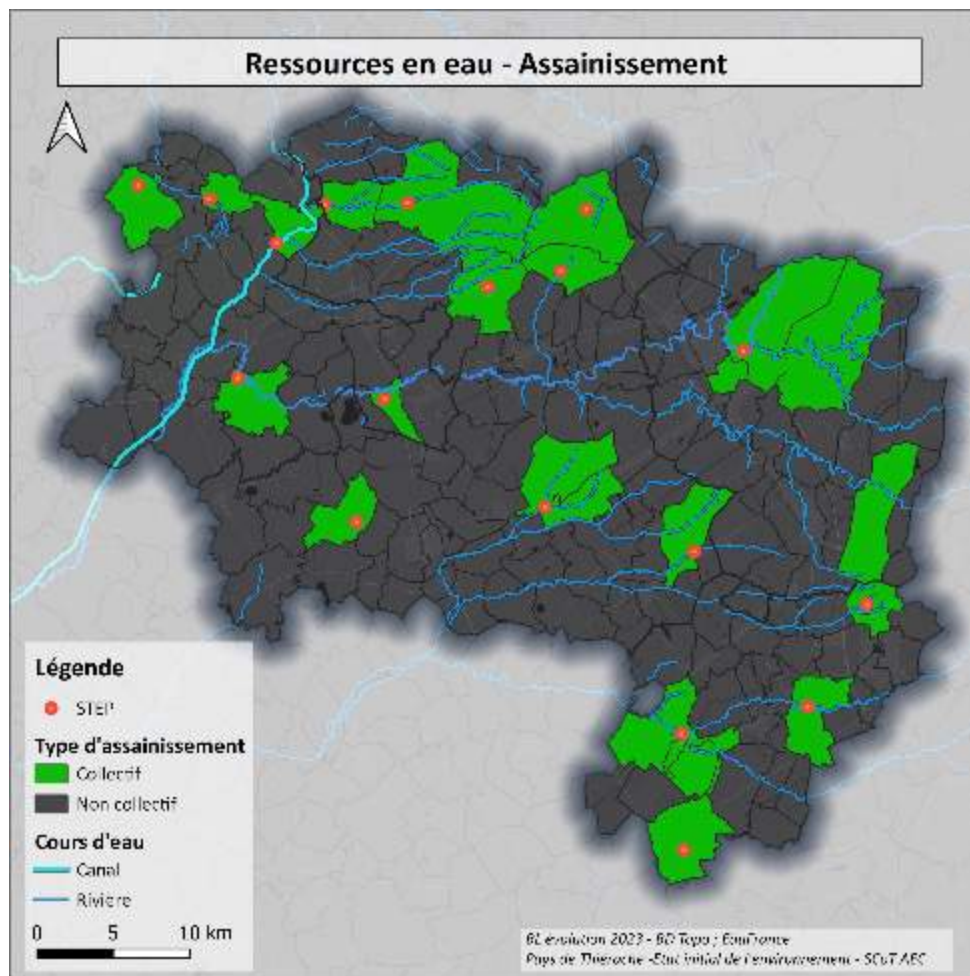 Ressources en eau - Assainissement
Légende
STEP
Type d'assainissement
Collectif
Non collectif
Cours d'eau
Canal
Rivière
0 5 10 km
BL évolution 2023 - BD Topo ; EauFrance
Pays de Thiérache -Etat initial de l'environnement - SCoT AEC